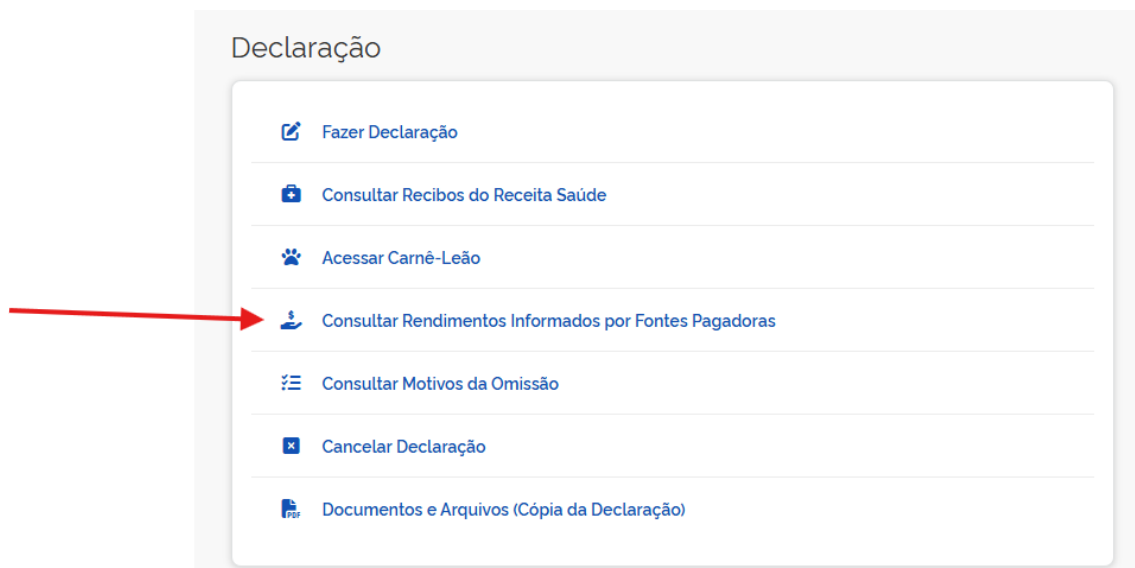 Declaração
Fazer Declaração
Consultar Recibos do Receita Saúde
Acessar Carnê-Leão
Consultar Rendimentos Informados por Fontes Pagadoras
Consultar Motivos da Omissão
Cancelar Declaração
PDF Documentos e Arquivos (Cópia da Declaração)